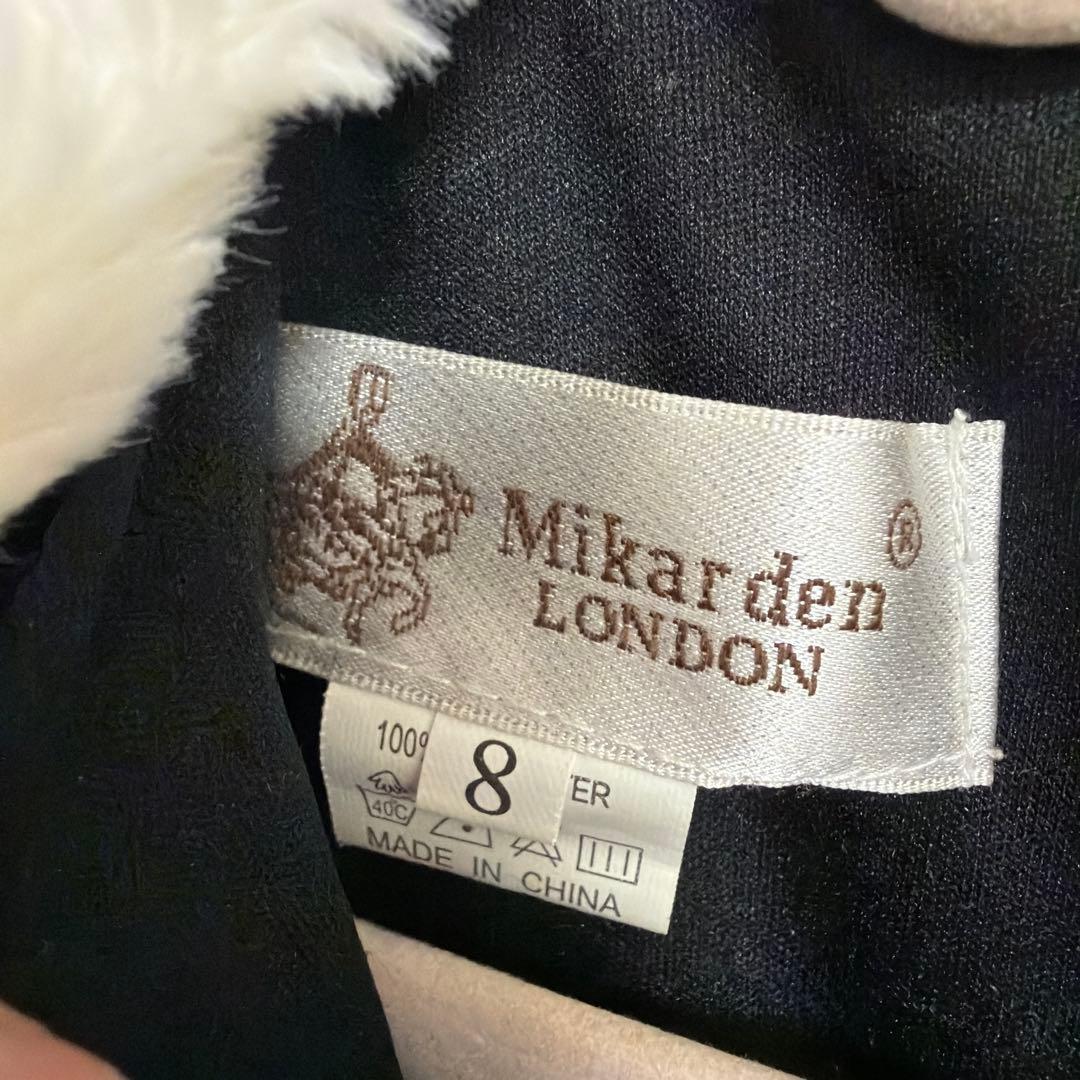 Mikarden ®
LONDON
100%
8
ER
40C
MADE IN CHINA